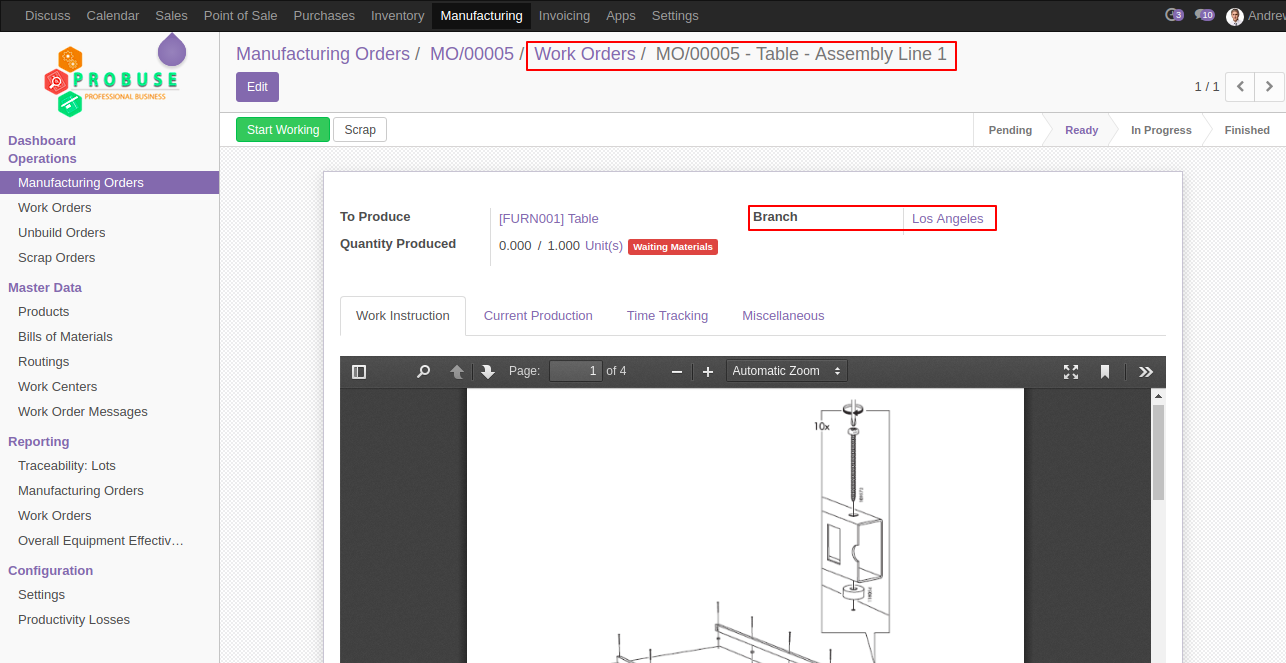 Discuss Calendar Sales Point of Sale Purchases Inventory Manufacturing Invoicing Apps Settings 3 10
PROBUSE
PROFESSIONAL BUSINESS
Dashboard
Operations
Manufacturing Orders
Work Orders
Unbuild Orders
Scrap Orders
Master Data
Products
Bills of Materials
Routings
Work Centers
Work Order Messages
Reporting
Traceability: Lots
Manufacturing Orders
Work Orders
Overall Equipment Effectiv…
Configuration
Settings
Productivity Losses
Manufacturing Orders / MO/00005 / Work Orders / MO/00005 - Table - Assembly Line 1
Edit
1 / 1
Start Working Scrap
Pending Ready In Progress Finished
To Produce [FURN001] Table
Branch Los Angeles
Quantity Produced 0.000 / 1.000 Unit(s) Waiting Materials
Work Instruction Current Production Time Tracking Miscellaneous
Page: 1 of 4 Automatic Zoom
10x